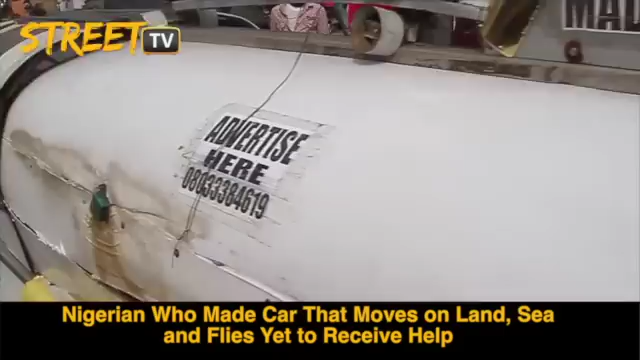 STREET TV
MA
ADVERTISE
HERE
08033384619
Nigerian Who Made Car That Moves on Land, Sea
and Flies Yet to Receive Help